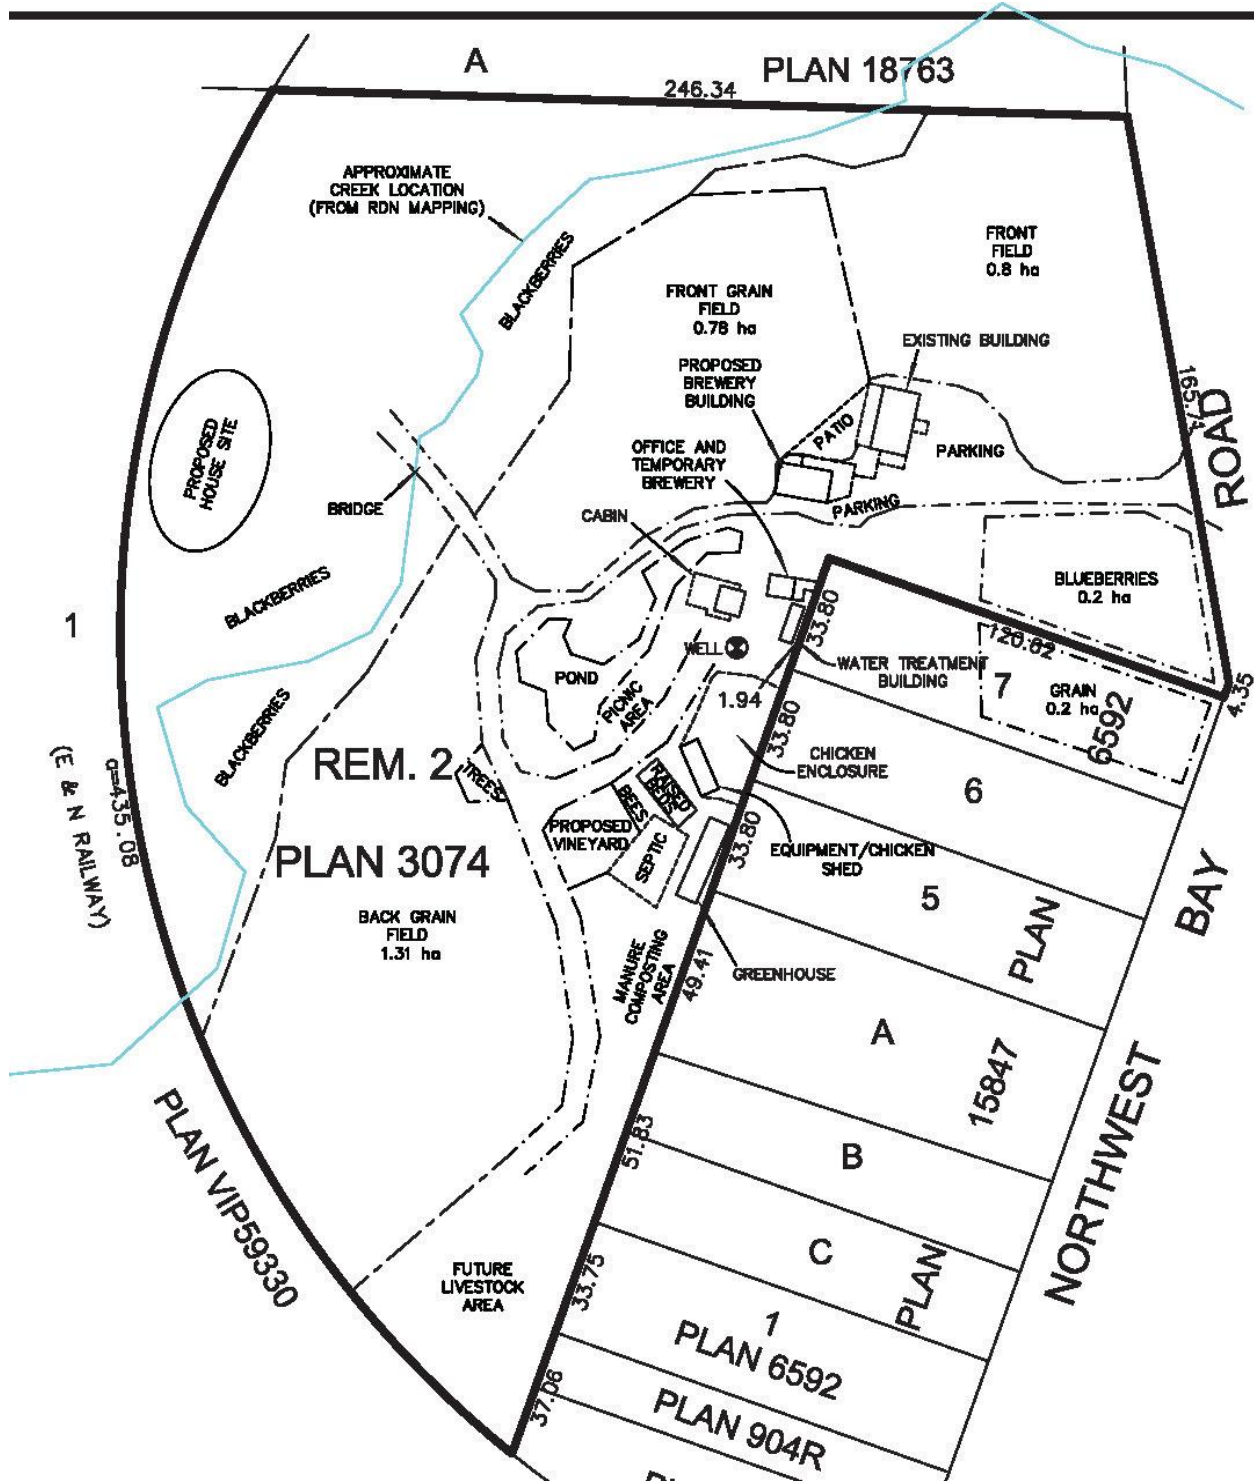 A
PLAN 18763
246.34
APPROXIMATE
CREEK LOCATION
(FROM RDN MAPPING)
BLACKBERRIES
FRONT
FIELD
0.8 ha
FRONT GRAIN
FIELD
0.78 ha
EXISTING BUILDING
PROPOSED
BREWERY
BUILDING
165.74
ROAD
PATIO
PARKING
PROPOSED
HOUSE SITE
OFFICE AND
TEMPORARY
BREWERY
BRIDGE
CABIN
PARKING
BLACKBERRIES
BLUEBERRIES
0.2 ha
1
33.80
120.62
WELL
WATER TREATMENT
BUILDING
7
GRAIN
0.2 ha
6592
4.35
POND
PICNIC
AREA
1.94
33.80
BLACKBERRIES
(E & N RAILWAY)
a=435.08
REM. 2
TREES
CHICKEN
ENCLOSURE
6
RAISED
BEDS
BEES
PROPOSED
VINEYARD
SEPTIC
33.80
EQUIPMENT/CHICKEN
SHED
PLAN 3074
5
PLAN
BAY
BACK GRAIN
FIELD
1.31 ha
MANURE
COMPOSTING
AREA
49.41
GREENHOUSE
A
15847
PLAN VIP59330
51.83
B
NORTHWEST
FUTURE
LIVESTOCK
AREA
33.75
C
PLAN
1
PLAN 6592
37.06
PLAN 904R